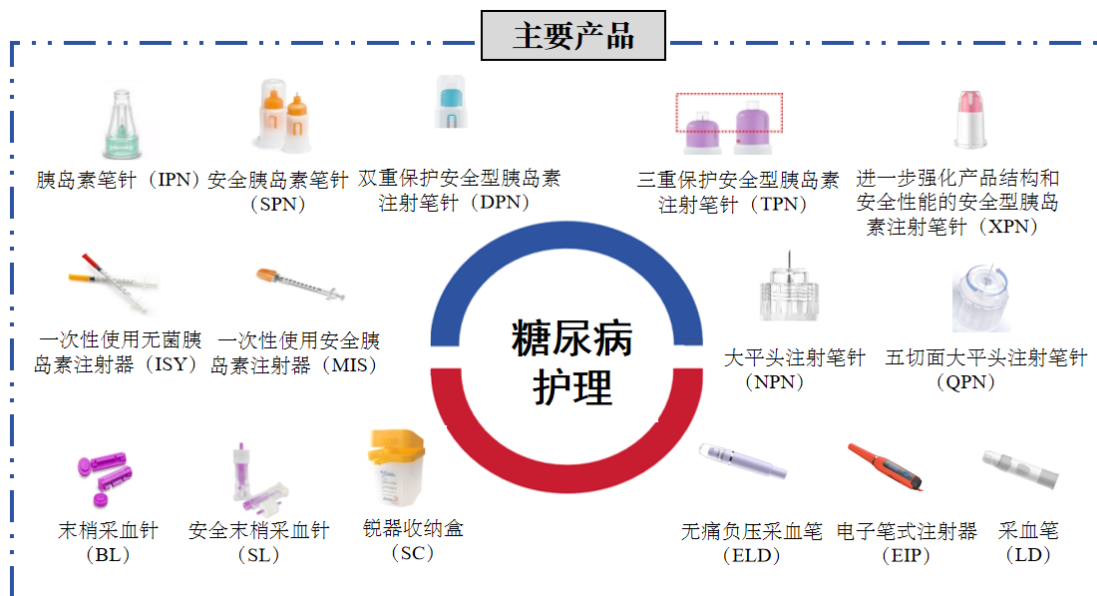 主要产品
胰岛素笔针（IPN）
安全胰岛素笔针
（SPN）
双重保护安全型胰岛素
注射笔针（DPN）
三重保护安全型胰岛素
注射笔针（TPN）
进一步强化产品结构和
安全性能的安全型胰岛
素注射笔针（XPN）
一次性使用无菌胰
岛素注射器（ISY）
一次性使用安全胰
岛素注射器（MIS）
糖尿病
护理
大平头注射笔针
（NPN）
五切面大平头注射笔针
（QPN）
末梢采血针
（BL）
安全末梢采血针
（SL）
锐器收纳盒
（SC）
无痛负压采血笔
（ELD）
电子笔式注射器
（EIP）
采血笔
（LD）